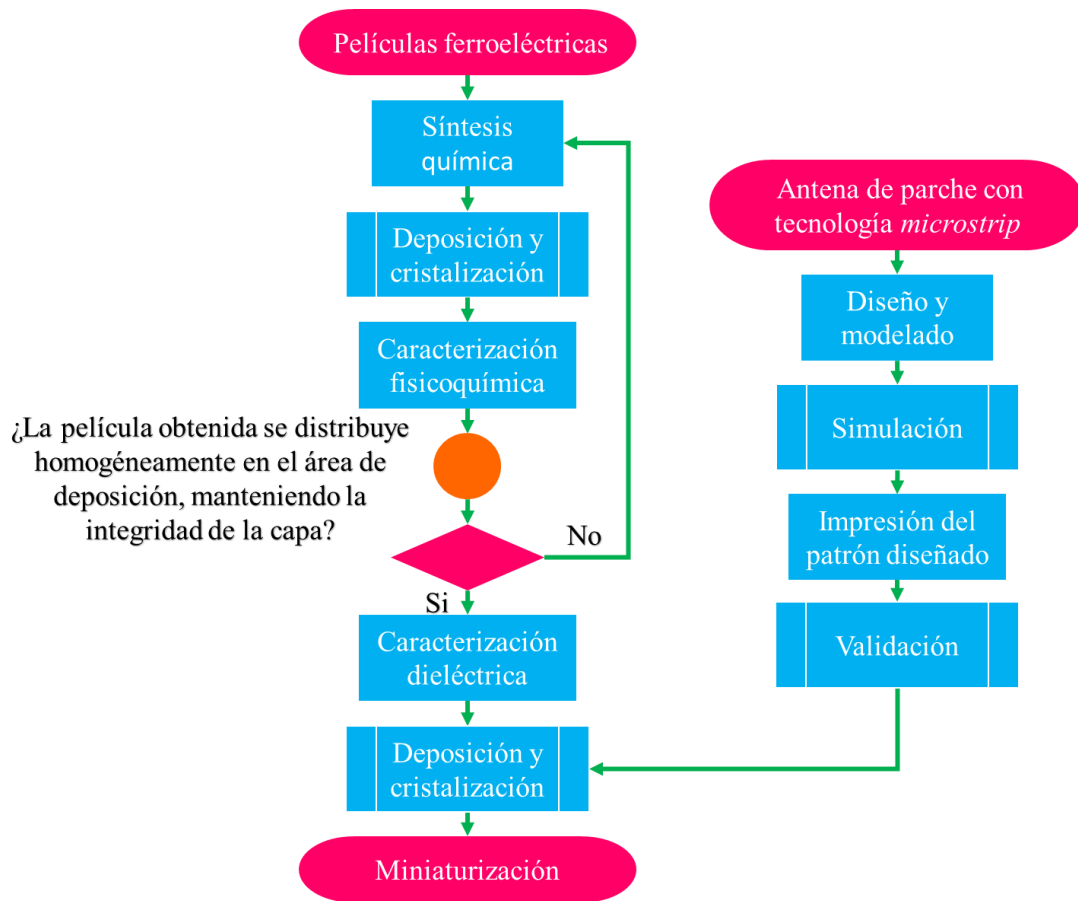 Películas ferroeléctricas
Síntesis
química
Deposición y
cristalización
Caracterización
fisicoquímica
¿La película obtenida se distribuye
homogéneamente en el área de
deposición, manteniendo la
integridad de la capa?
No
Si
Caracterización
dieléctrica
Deposición y
cristalización
Miniaturización
Antena de parche con
tecnología microstrip
Diseño y
modelado
Simulación
Impresión del
patrón diseñado
Validación